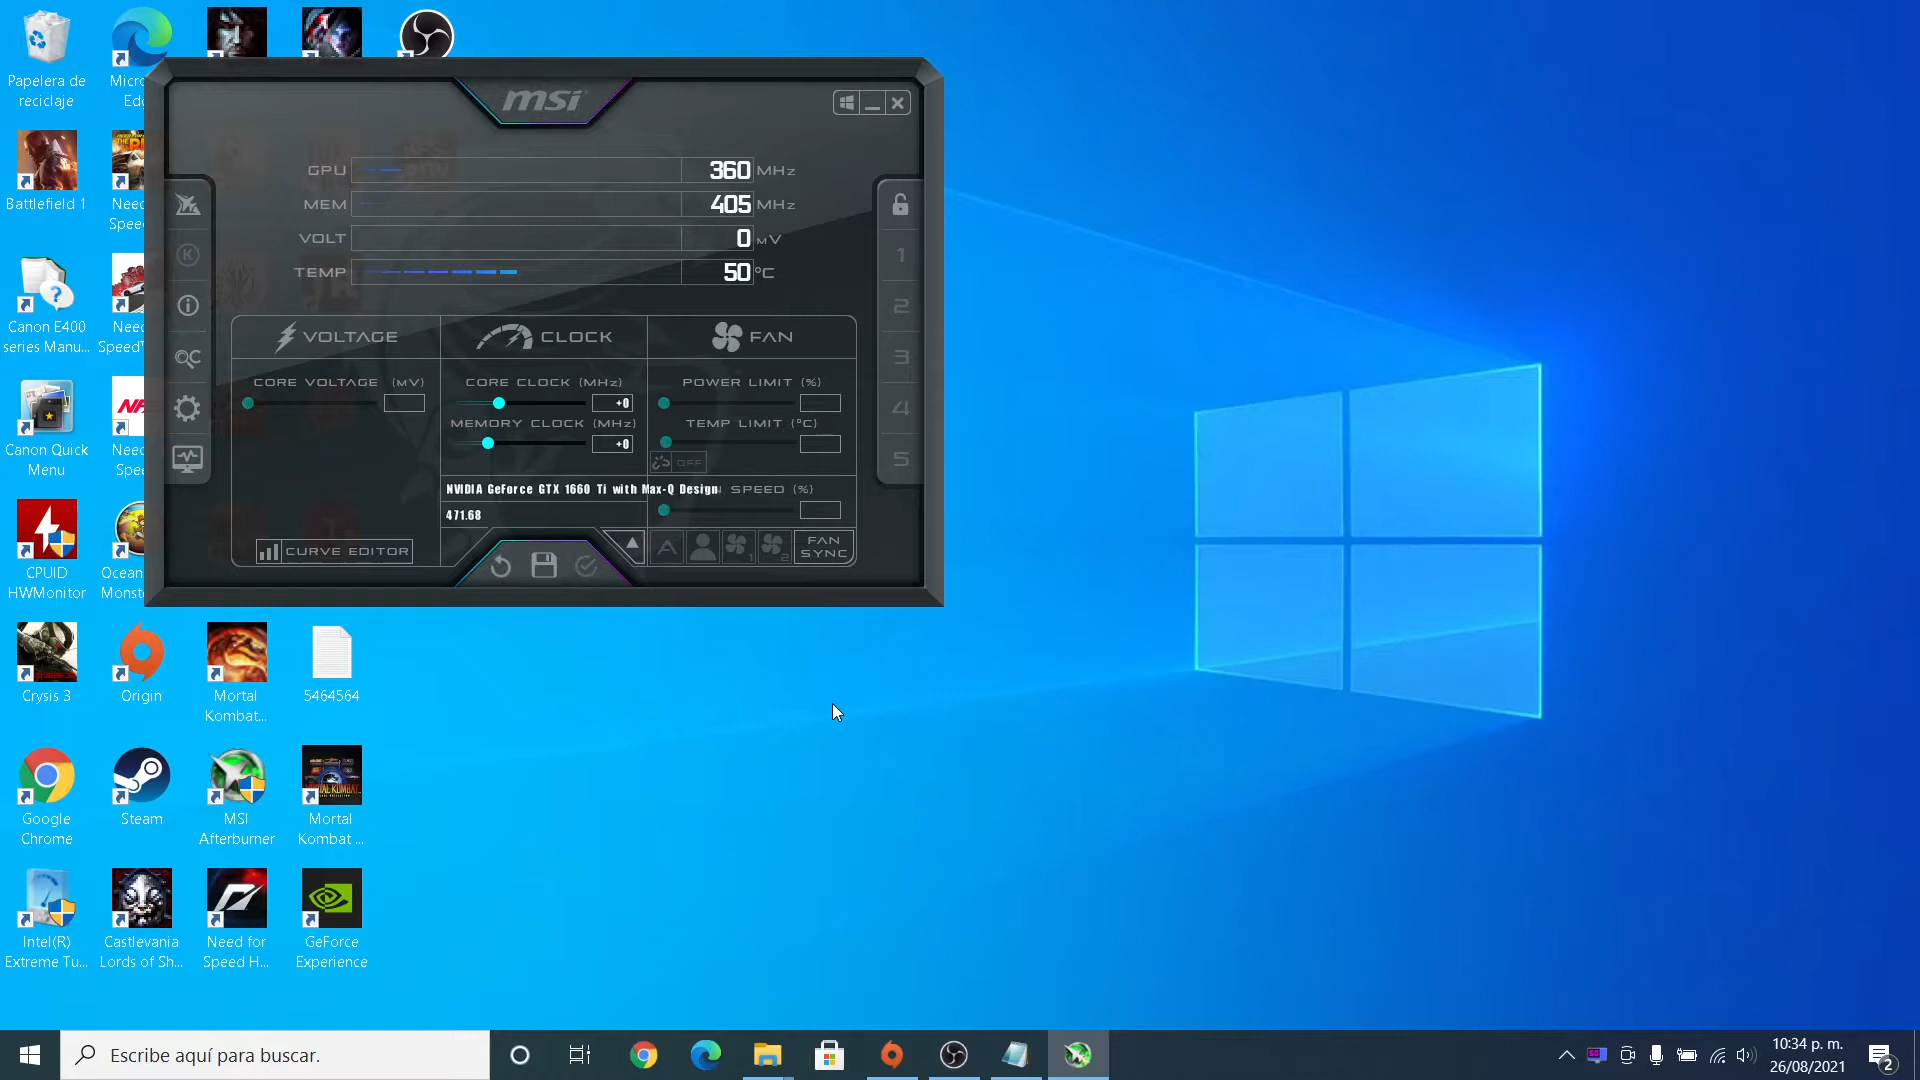 Papelera de
reciclaje
Micro
Edg
Battlefield 1
Need
Speed
Canon E400
series Manu...
Need
Speed™
Canon Quick
Menu
Need
Spee
CPUID
HWMonitor
Ocean
Monst
Crysis 3
Origin
Mortal
Kombat...
5464564
Google
Chrome
Steam
MSI
Afterburner
Mortal
Kombat ...
Intel(R)
Extreme Tu...
Castlevania
Lords of Sh...
Need for
Speed H...
GeForce
Experience
msi
GPU 360 MHz
MEM 405 MHz
VOLT 0 mV
TEMP 50 °C
K
OC
1
2
3
4
5
VOLTAGE
CLOCK
FAN
CORE VOLTAGE (MV)
CORE CLOCK (MHz)
+0
POWER LIMIT (%)
MEMORY CLOCK (MHz)
+0
TEMP LIMIT (°C)
OFF
NVIDIA GeForce GTX 1660 Ti with Max-Q Design
SPEED (%)
471.68
CURVE EDITOR
A
1
2
FAN
SYNC
Escribe aquí para buscar.
10:34 p. m.
26/08/2021
2